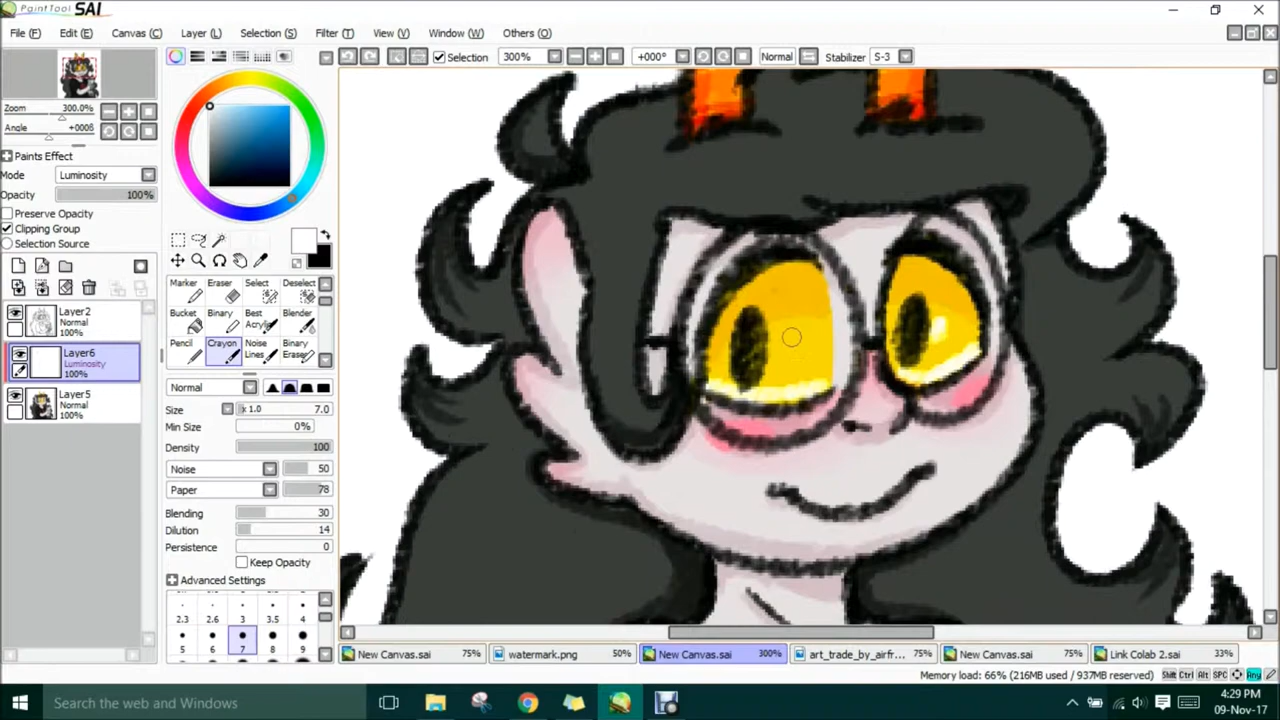 PaintTool SAI
File (F) Edit (E) Canvas (C) Layer (L) Selection (S) Filter (T) View (V) Window (W) Others (O)
Selection 300% +000° Normal Stabilizer S-3
Zoom 300.0%
Angle +0006
Paints Effect
Mode Luminosity
Opacity 100%
Preserve Opacity
Clipping Group
Selection Source
Layer2
Normal
100%
Layer6
Luminosity
100%
Layer5
Normal
100%
Marker Eraser Select Deselect
Bucket Binary Best Acrylic Blender
Pencil Crayon Noise Lines Binary Eraser
Normal
Size x 1.0 7.0
Min Size 0%
Density 100
Noise 50
Paper 78
Blending 30
Dilution 14
Persistence 0
Keep Opacity
Advanced Settings
2.3 2.6 3 3.5 4
5 6 7 8 9
New Canvas.sai 75% watermark.png 50% New Canvas.sai 300% art_trade_by_airfr... 75% New Canvas.sai 75% Link Colab 2.sai 33%
Memory load: 66% (216MB used / 937MB reserved) Shift Ctrl Alt SPC Any
Search the web and Windows
4:29 PM
09-Nov-17